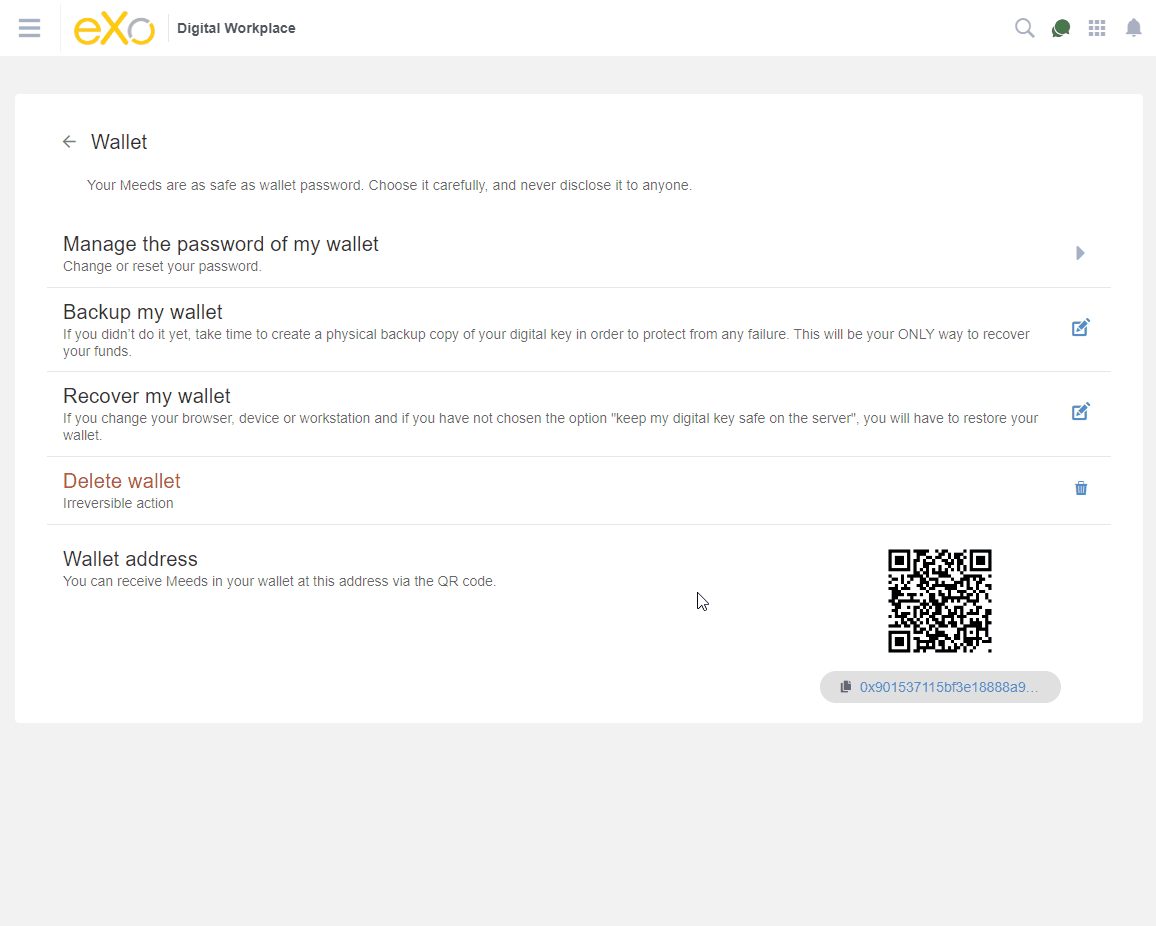 eXo Digital Workplace
Wallet
Your Meeds are as safe as wallet password. Choose it carefully, and never disclose it to anyone.
Manage the password of my wallet
Change or reset your password.
Backup my wallet
If you didn’t do it yet, take time to create a physical backup copy of your digital key in order to protect from any failure. This will be your ONLY way to recover
your funds.
Recover my wallet
If you change your browser, device or workstation and if you have not chosen the option "keep my digital key safe on the server", you will have to restore your
wallet.
Delete wallet
Irreversible action
Wallet address
You can receive Meeds in your wallet at this address via the QR code.
0x901537115bf3e18888a9...